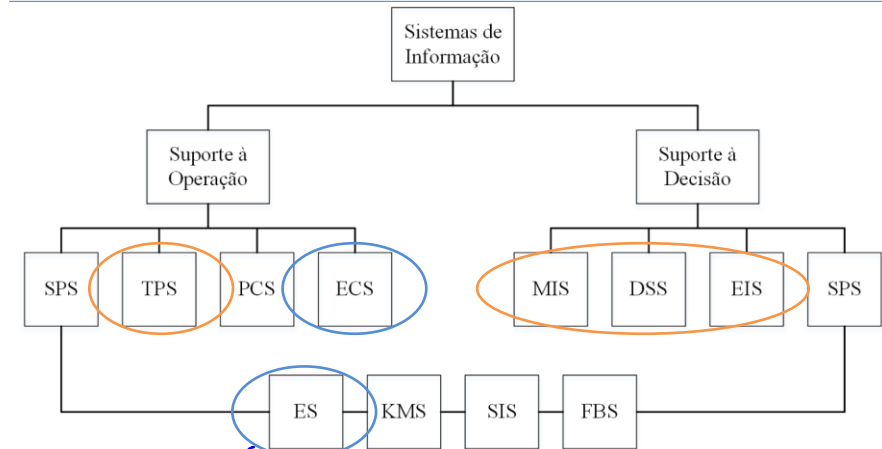 Sistemas de
Informação
Suporte à
Operação
Suporte à
Decisão
SPS
TPS
PCS
ECS
MIS
DSS
EIS
SPS
ES
KMS
SIS
FBS